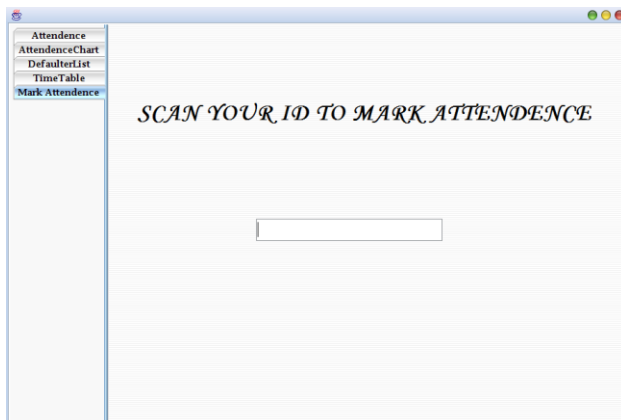 Attendence
AttendenceChart
DefaulterList
TimeTable
Mark Attendence
SCAN YOUR ID TO MARK ATTENDENCE